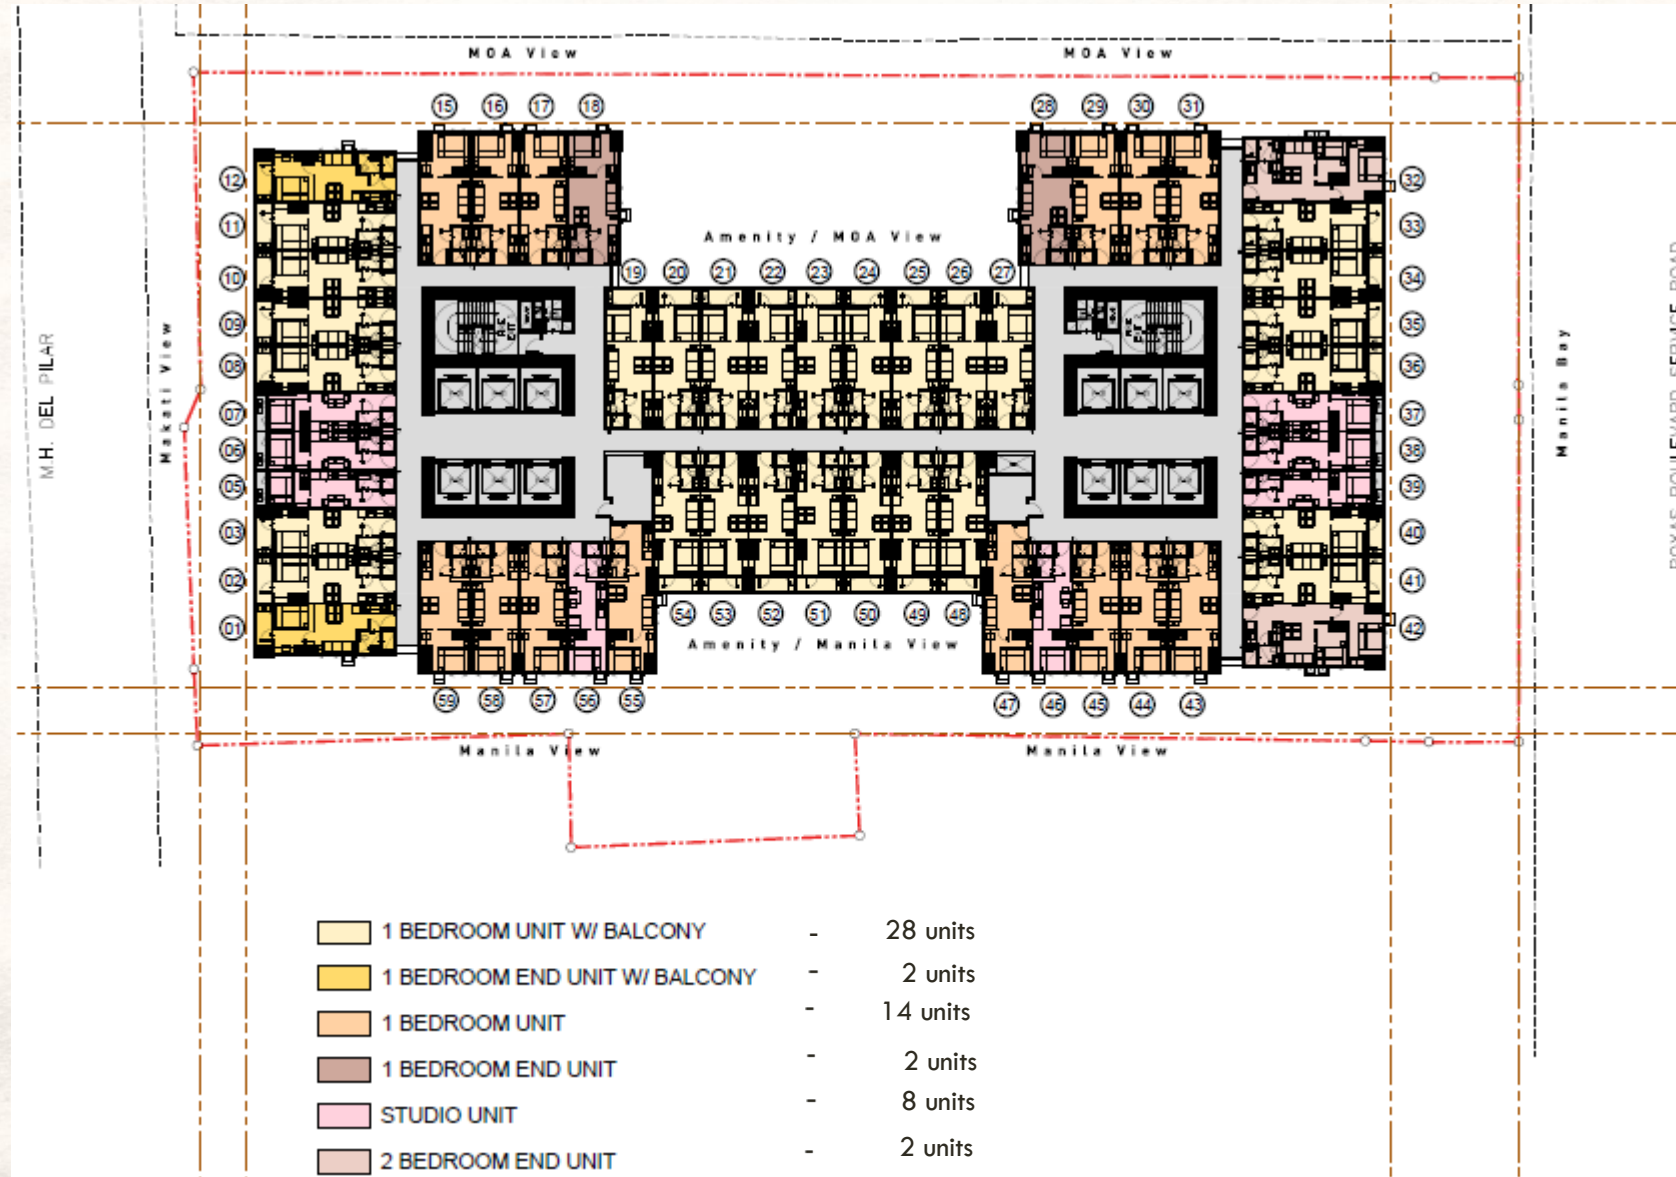 MOA View
MOA View
15 16 17 18
28 29 30 31
12
11
10
09
08
07
06
05
03
02
01
32
33
34
35
36
37
38
39
40
41
42
Amenity / MOA View
19 20 21 22 23 24 25 26 27
M.H. DEL PILAR
Makati View
Manila Bay
ROXAS BOULEVARD SERVICE ROAD
54 53 52 51 50 49 48
Amenity / Manila View
59 58 57 56 55
47 46 45 44 43
Manila View
Manila View
1 BEDROOM UNIT W/ BALCONY - 28 units
1 BEDROOM END UNIT W/ BALCONY - 2 units
1 BEDROOM UNIT - 14 units
1 BEDROOM END UNIT - 2 units
STUDIO UNIT - 8 units
2 BEDROOM END UNIT - 2 units